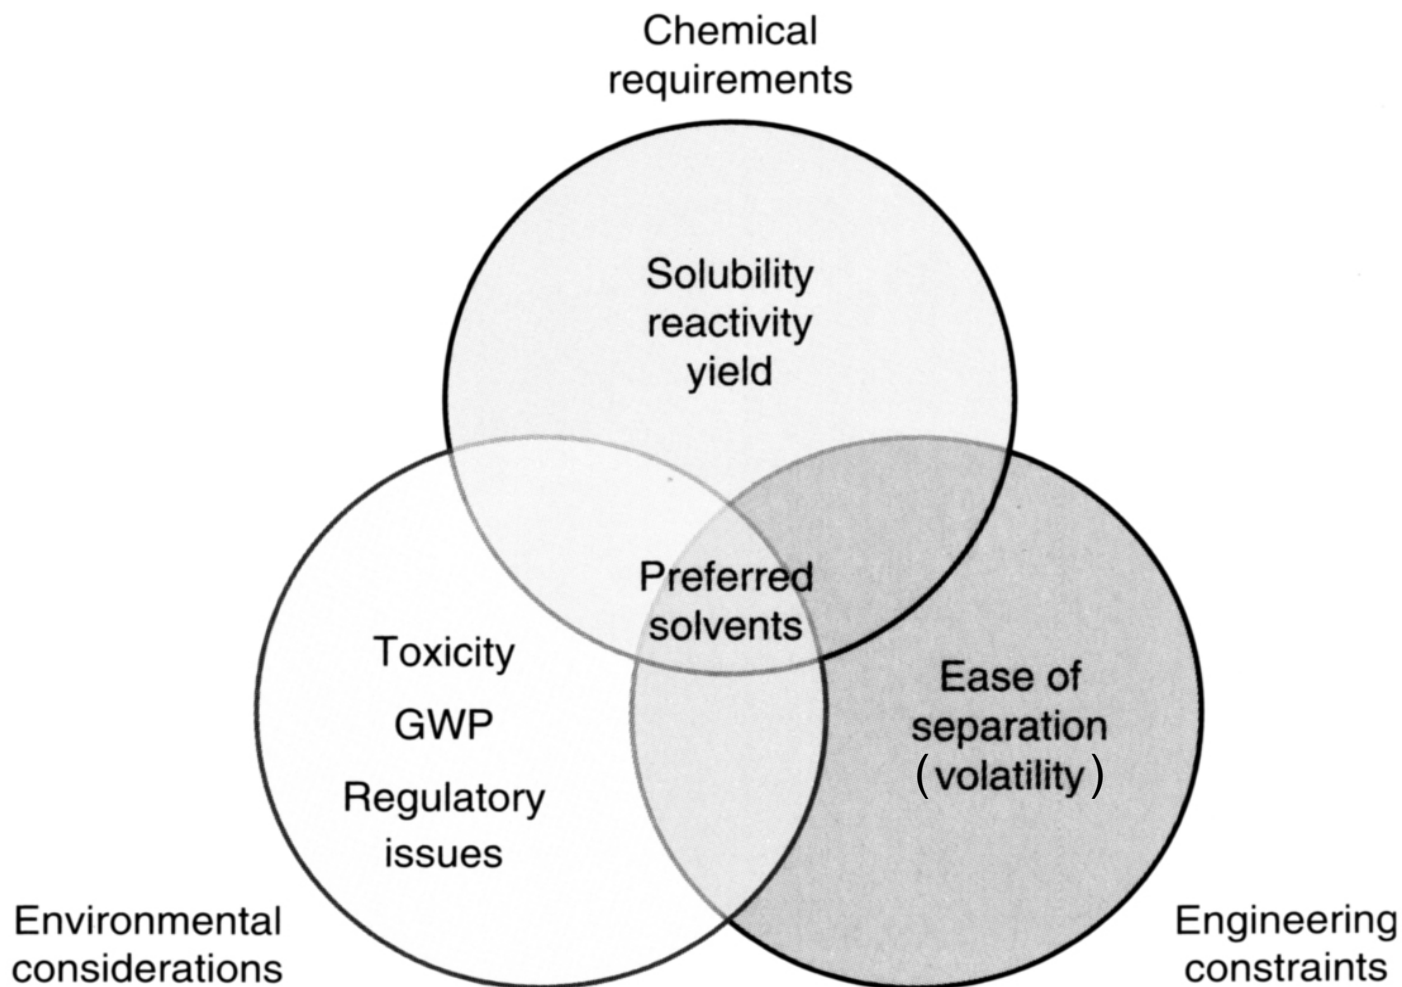 Chemical
requirements
Solubility
reactivity
yield
Preferred
solvents
Toxicity
GWP
Regulatory
issues
Ease of
separation
(volatility)
Environmental
considerations
Engineering
constraints